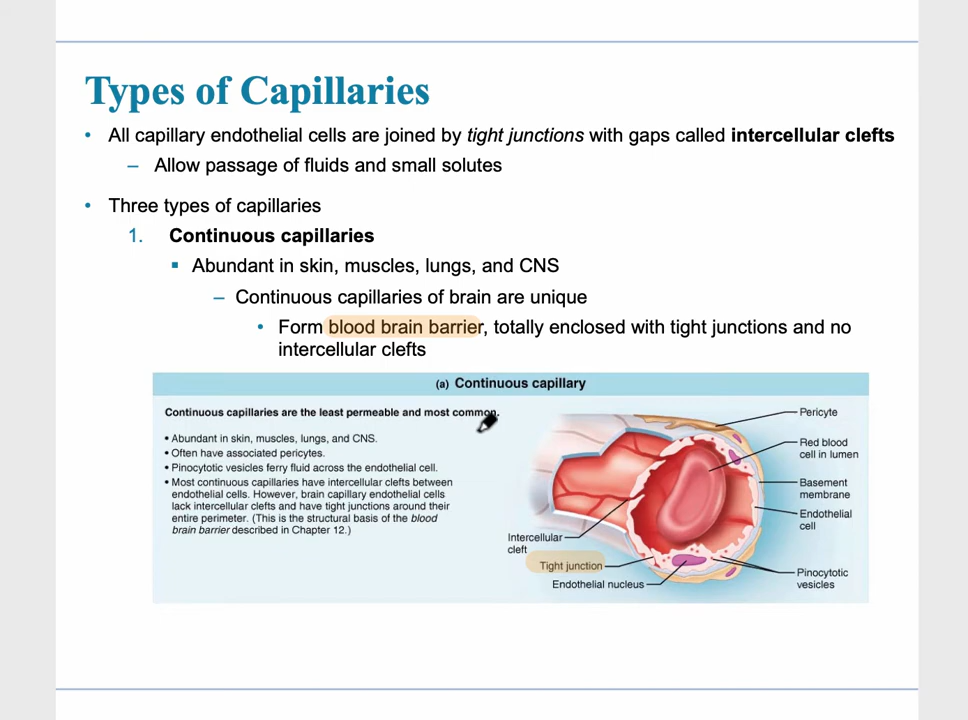 Types of Capillaries
• All capillary endothelial cells are joined by tight junctions with gaps called intercellular clefts
– Allow passage of fluids and small solutes
• Three types of capillaries
1. Continuous capillaries
▪ Abundant in skin, muscles, lungs, and CNS
– Continuous capillaries of brain are unique
• Form blood brain barrier, totally enclosed with tight junctions and no
intercellular clefts
(a) Continuous capillary
Continuous capillaries are the least permeable and most common.
• Abundant in skin, muscles, lungs, and CNS.
• Often have associated pericytes.
• Pinocytotic vesicles ferry fluid across the endothelial cell.
• Most continuous capillaries have intercellular clefts between
endothelial cells. However, brain capillary endothelial cells
lack intercellular clefts and have tight junctions around their
entire perimeter. (This is the structural basis of the blood
brain barrier described in Chapter 12.)
Pericyte
Red blood
cell in lumen
Basement
membrane
Endothelial
cell
Intercellular
cleft
Tight junction
Endothelial nucleus
Pinocytotic
vesicles